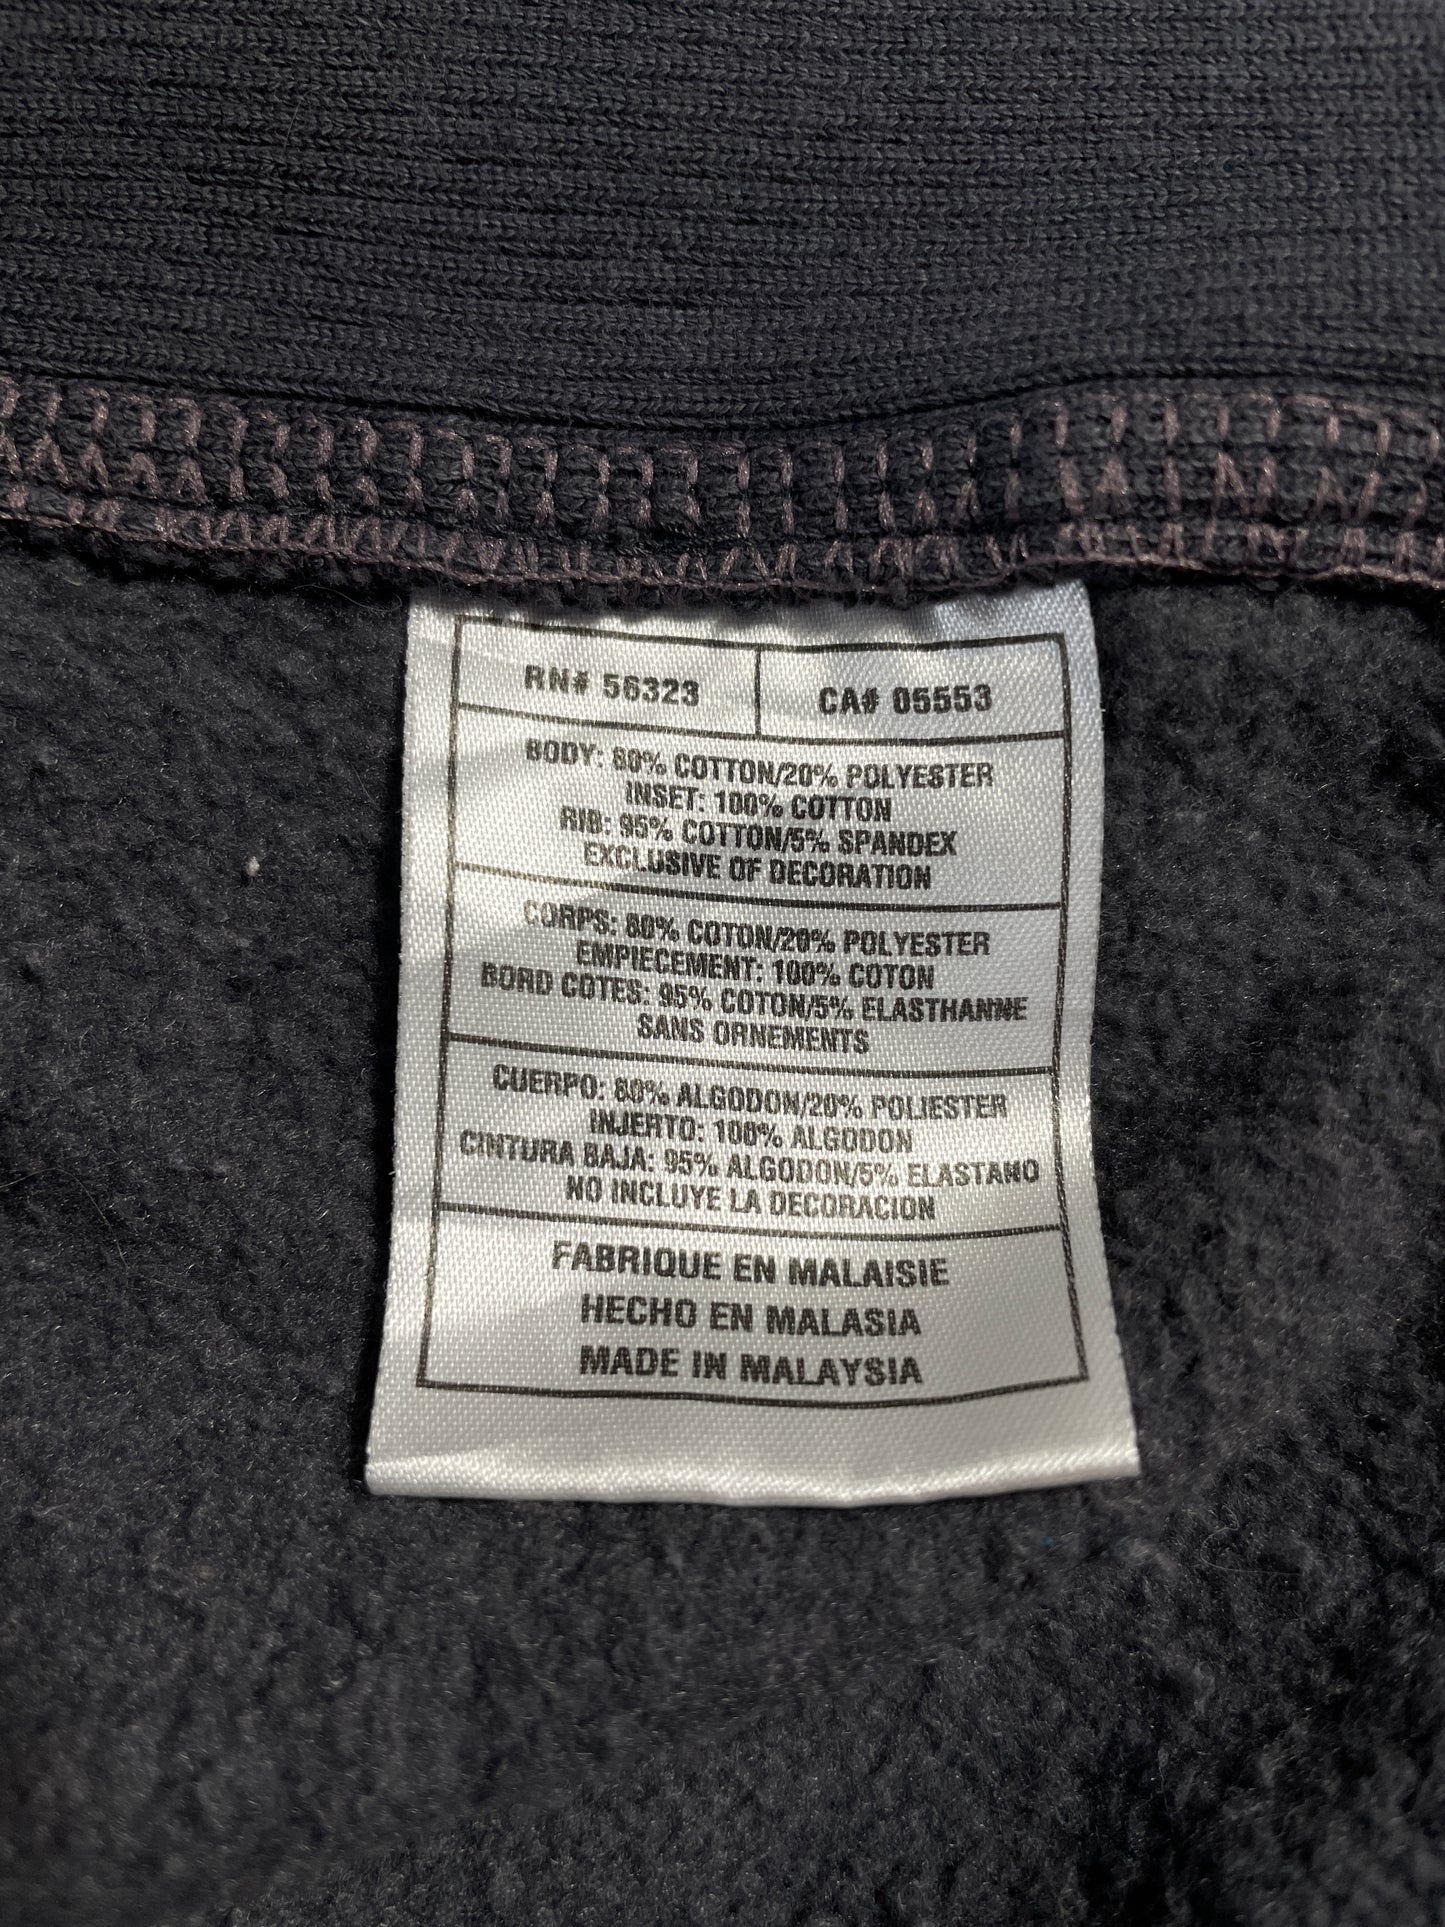 RN# 56323
CA# 05553
BODY: 80% COTTON/20% POLYESTER
INSET: 100% COTTON
RIB: 95% COTTON/5% SPANDEX
EXCLUSIVE OF DECORATION
CORPS: 80% COTON/20% POLYESTER
EMPIECEMENT: 100% COTON
BORD COTES: 95% COTON/5% ELASTHANNE
SANS ORNEMENTS
CUERPO: 80% ALGODON/20% POLIESTER
INJERTO: 100% ALGODON
CINTURA BAJA: 95% ALGODON/5% ELASTANO
NO INCLUYE LA DECORACION
FABRIQUE EN MALAISIE
HECHO EN MALASIA
MADE IN MALAYSIA